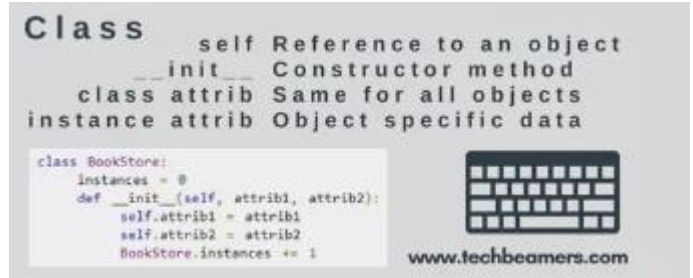 Class
self Reference to an object
__init__ Constructor method
class attrib Same for all objects
instance attrib Object specific data
class BookStore:
instances = 0
def __init__(self, attrib1, attrib2):
self.attrib1 = attrib1
self.attrib2 = attrib2
BookStore.instances += 1
www.techbeamers.com